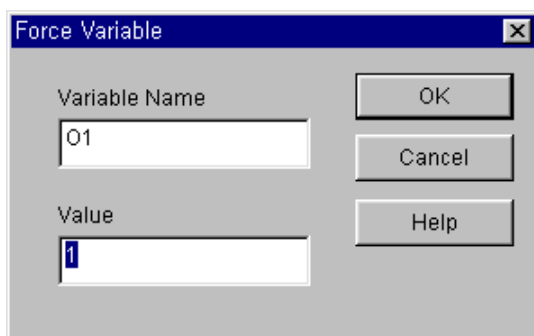 Force Variable
Variable Name
O1
Value
1
OK
Cancel
Help